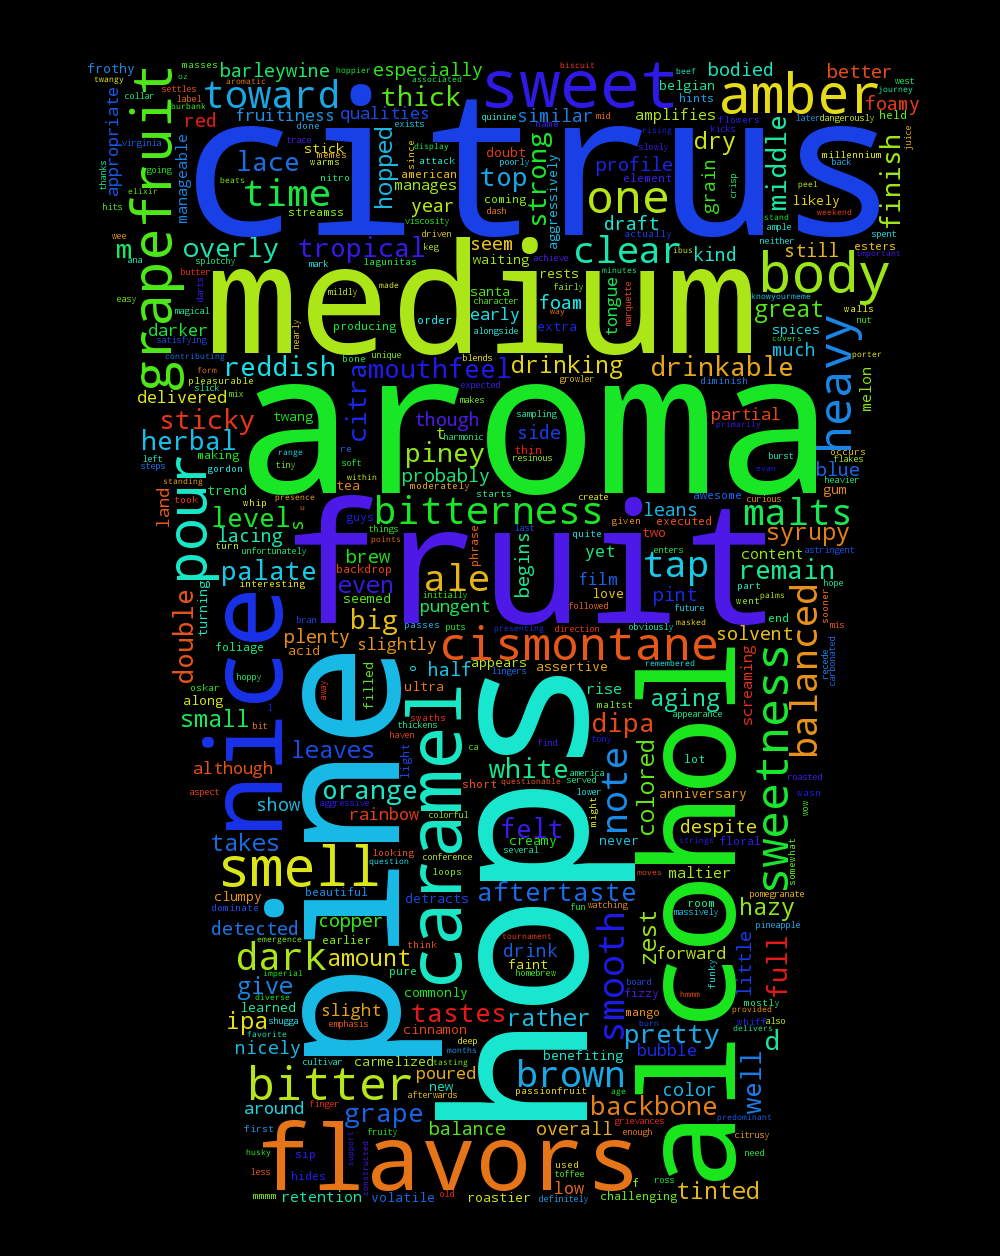 frothy
masses
barleywine
especially
biscuit
sweet
beef
bodied
better
west
twangy
oz
aromatic
hoppier
associated
belgian
hints
amber
journey
collar
settles
label
burbank
toward
thick
foamy
red
fruitiness
qualities
quinine
similar
mid
amplifies
flowers
later
dangerously
held
appropriate
virginia
grapefruit
manageable
done
trace
exists
citrus
name
rising
kicks
dry
middle
finish
juice
memes
stick
warms
display
poorly
doubt
slowly
millennium
lace
hopped
since
attack
american
top
strong
profile
element
grain
crisp
back
thanks
going
elixir
beats
time
nitro
manages
coming
aggressively
one
peel
likely
weekend
hits
streamss
year
dash
viscosity
draft
actually
stand
ample
spent
wee
m
overly
tropical
driven
keg
seem
waiting
clear
ibus
kind
neither
still
esters
important
ana
splotchy
mark
lagunitas
achieve
rests
minutes
body
butter
easy
darts
magical
mildly
made
medium
santa
character
fairly
way
foam
tongue
marquette
knowyourmeme
great
walls
darker
satisfying
nearly
producing
order
early
alongside
extra
spices
covers
nut
heavy
contributing
form
reddish
bone
unique
mouthfeel
blends
drinking
drinkable
much
porter
pleasurable
slick
mix
delivered
citra
expected
growler
diminish
melon
sticky
twang
aroma
though
makes
sampling
partial
primarily
herbal
making
range
re
t
harmonic
side
thin
resinous
burst
occurs
flakes
left
steps
gordon
tiny
soft
piney
probably
evan
blue
heavier
standing
land
took
trend
presence
within
tea
moderately
starts
create
awesome
curious
gum
pour
whip
u
level
s
guys
bitterness
last
leans
given
executed
malts
lacing
turn
things
points
phrase
quite
two
syrupy
astringent
unfortunately
fruit
brew
begins
yet
enters
content
palate
interesting
backdrop
even
ale
film
love
tap
part
remain
hope
turning
bran
seemed
initially
pungent
followed
pint
future
went
palms
sooner
double
nice
big
passes
puts
presenting
direction
obviously
masked
end
mis
foliage
plenty
acid
slightly
cismontane
solvent
balanced
recede
carbonated
hoppy
oskar
along
pine
away
filled
half
appears
lingers
assertive
remembered
screaming
ultra
swaths
maltst
rise
aging
appearance
small
bit
l
thickens
haven
caramel
hops
dipa
alcohol
although
leaves
light
ca
find
tony
note
colored
lot
sweetness
aspect
orange
short
white
america
served
questionable
lower
anniversary
roasted
wasn
show
aggressive
rainbow
colorful
felt
creamy
might
never
despite
wow
takes
looking
question
conference
several
strings
floral
somewhat
smell
loops
moves
maltier
clumpy
beautiful
detracts
aftertaste
fun
watching
pomegranate
dominate
detected
copper
room
massively
hazy
pineapple
emergence
earlier
think
tournament
drink
smooth
zest
dark
amount
faint
forward
little
full
imperial
pure
homebrew
board
funky
give
diverse
commonly
fizzy
hmmm
mostly
learned
slight
tastes
rather
mango
provided
ipa
shugga
emphasis
cinnamon
burn
whiff
also
favorite
deep
pretty
delivers
d
nicely
months
benefiting
bubble
cultivar
carmelized
tasting
bitter
poured
new
brown
color
well
afterwards
passionfruit
age
around
finger
grape
backbone
predominant
first
fruity
balance
overall
grievances
enough
citrusy
husky
flavors
support
constructed
less
sip
used
toffee
need
hides
low
f
ross
mmmm
retention
volatile
old
roastier
definitely
challenging
tinted